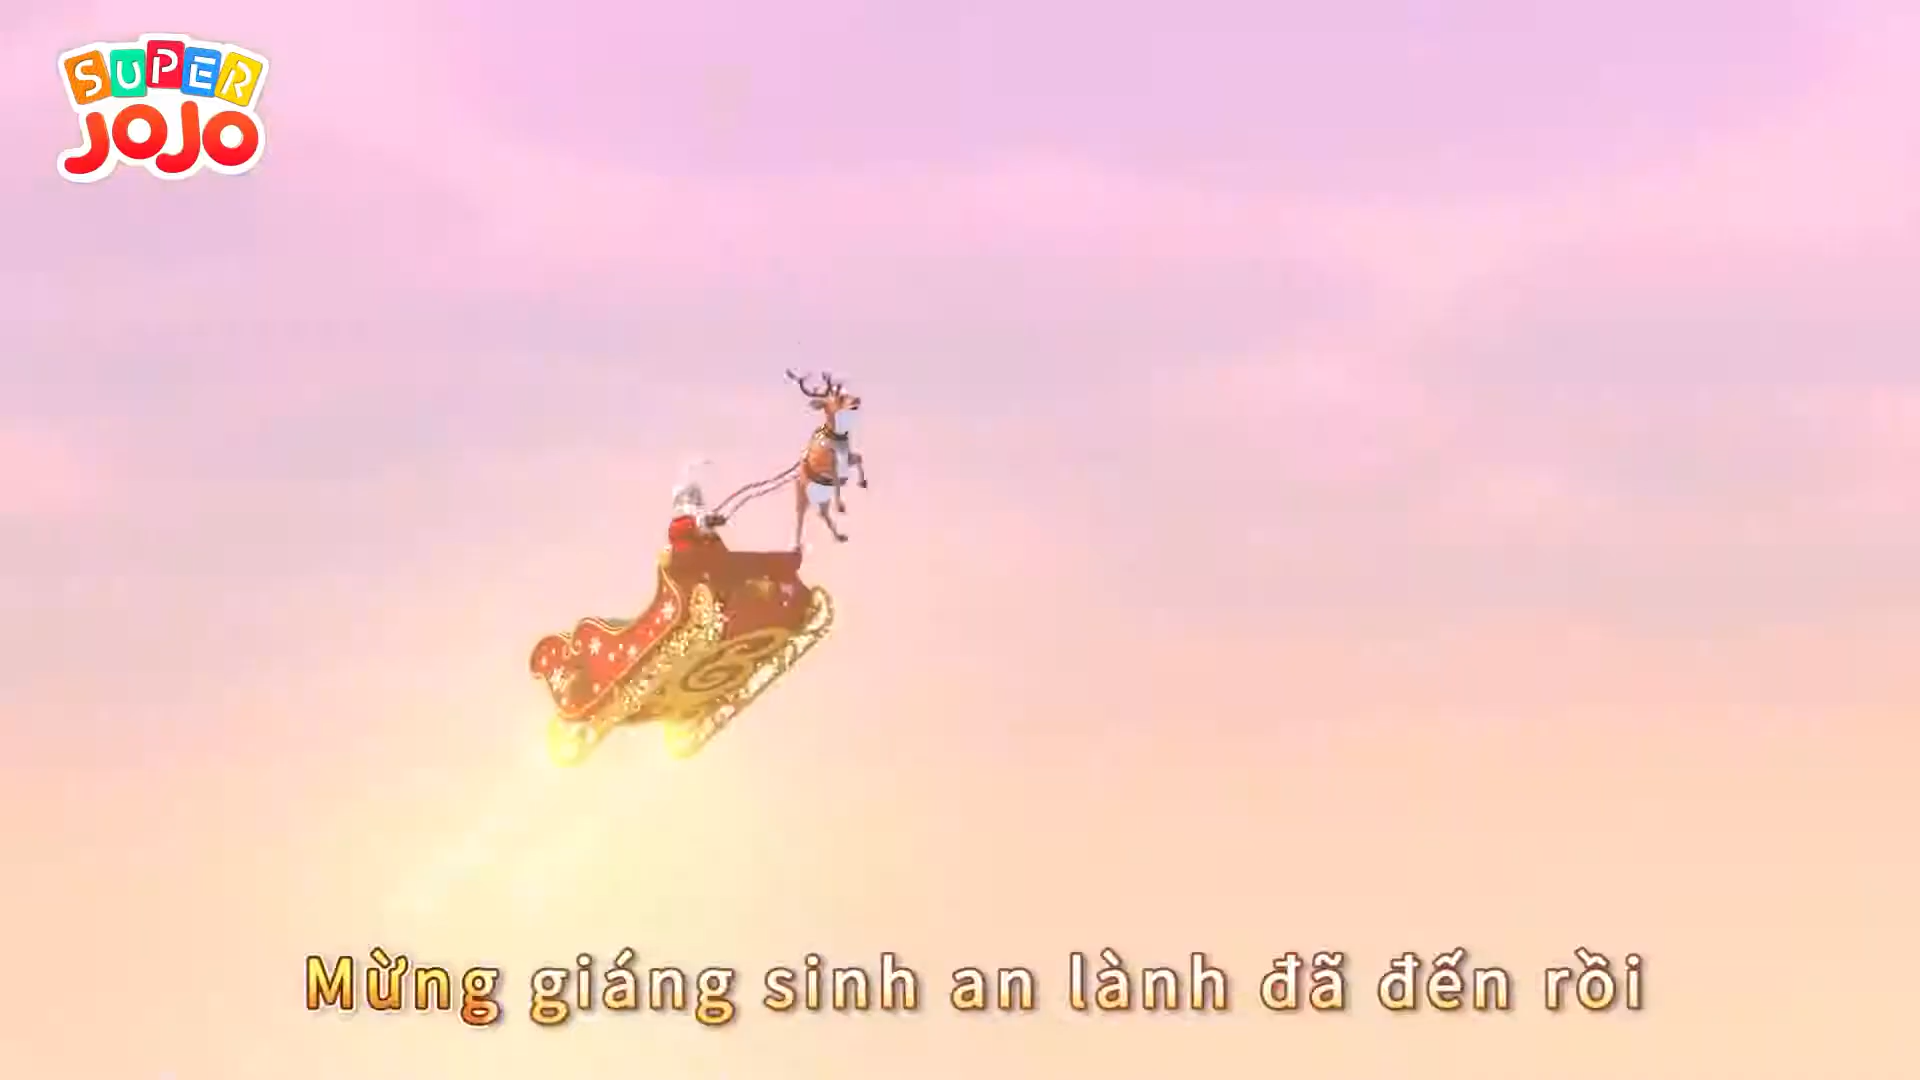 SUPER
JOJO
Mừng giáng sinh an lành đã đến rồi